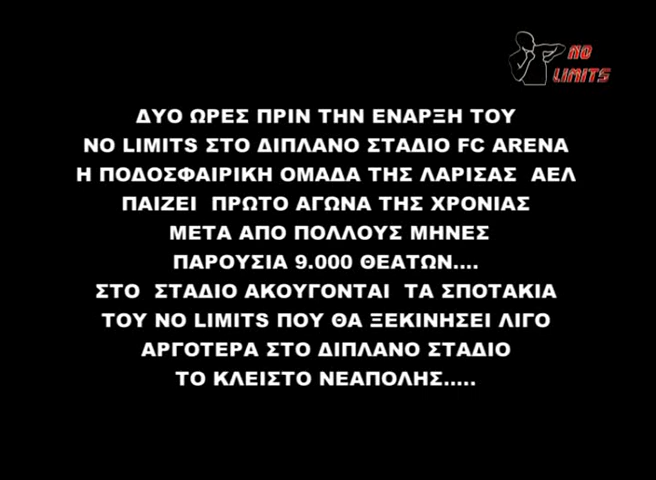 NO
LIMITS
ΔΥΟ ΩΡΕΣ ΠΡΙΝ ΤΗΝ ΕΝΑΡΞΗ ΤΟΥ
NO LIMITS ΣΤΟ ΔΙΠΛΑΝΟ ΣΤΑΔΙΟ FC ARENA
Η ΠΟΔΟΣΦΑΙΡΙΚΗ ΟΜΑΔΑ ΤΗΣ ΛΑΡΙΣΑΣ ΑΕΛ
ΠΑΙΖΕΙ ΠΡΩΤΟ ΑΓΩΝΑ ΤΗΣ ΧΡΟΝΙΑΣ
ΜΕΤΑ ΑΠΟ ΠΟΛΛΟΥΣ ΜΗΝΕΣ
ΠΑΡΟΥΣΙΑ 9.000 ΘΕΑΤΩΝ....
ΣΤΟ ΣΤΑΔΙΟ ΑΚΟΥΓΟΝΤΑΙ ΤΑ ΣΠΟΤΑΚΙΑ
ΤΟΥ NO LIMITS ΠΟΥ ΘΑ ΞΕΚΙΝΗΣΕΙ ΛΙΓΟ
ΑΡΓΟΤΕΡΑ ΣΤΟ ΔΙΠΛΑΝΟ ΣΤΑΔΙΟ
ΤΟ ΚΛΕΙΣΤΟ ΝΕΑΠΟΛΗΣ.....